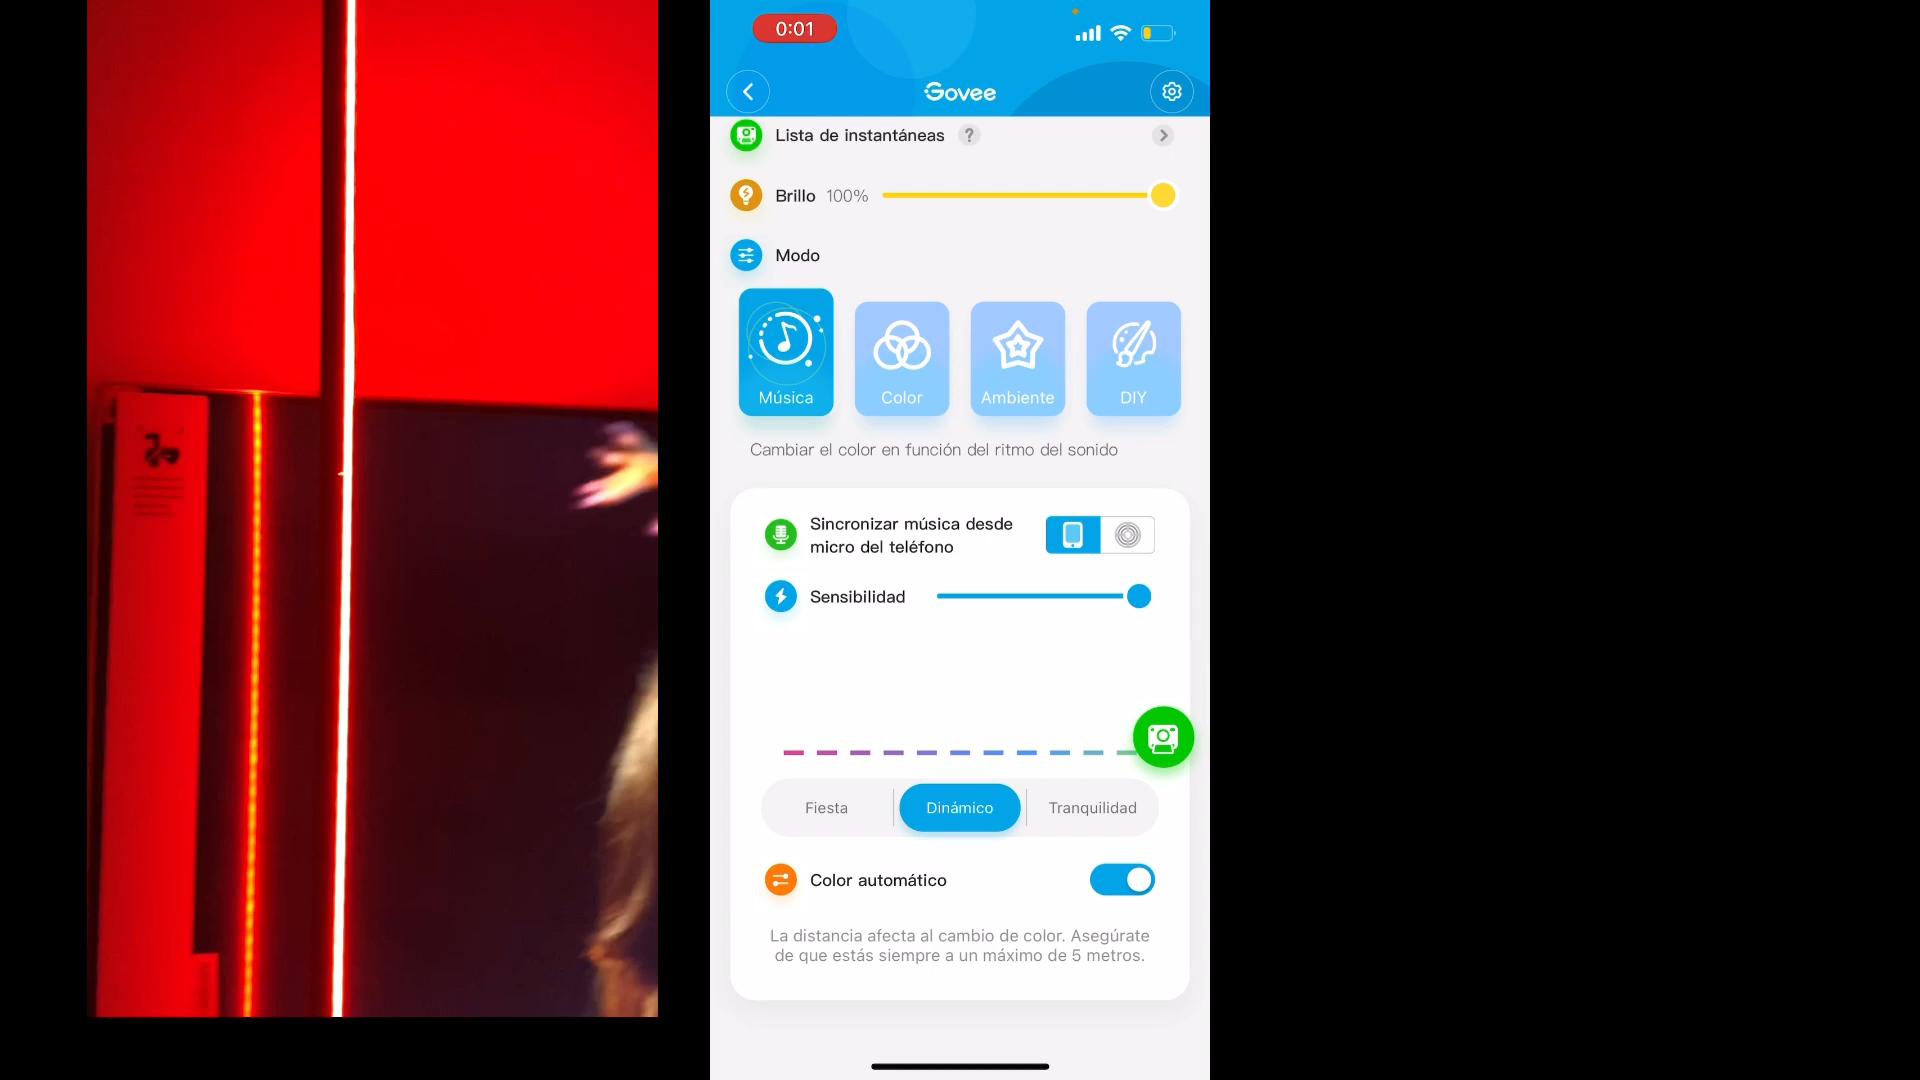 0:01
Govee
Lista de instantáneas ?
Brillo 100%
Modo
Música
Color
Ambiente
DIY
Cambiar el color en función del ritmo del sonido
Sincronizar música desde
micro del teléfono
Sensibilidad
Fiesta
Dinámico
Tranquilidad
Color automático
La distancia afecta al cambio de color. Asegúrate
de que estás siempre a un máximo de 5 metros.